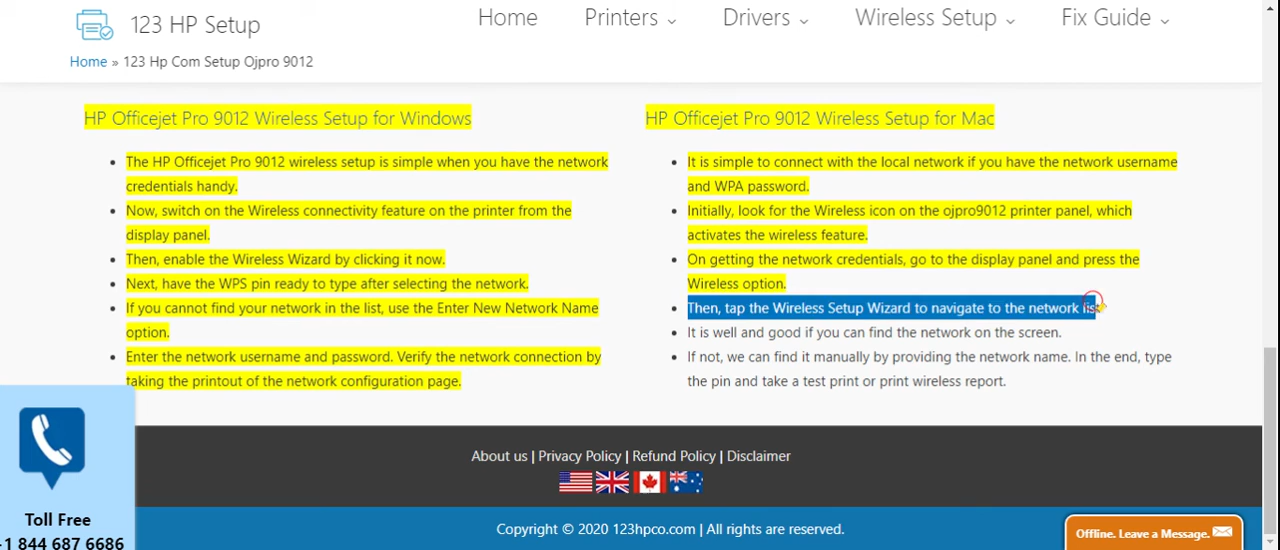 123 HP Setup
Home
Printers
Drivers
Wireless Setup
Fix Guide
Home » 123 Hp Com Setup Ojpro 9012
HP Officejet Pro 9012 Wireless Setup for Windows
The HP Officejet Pro 9012 wireless setup is simple when you have the network
credentials handy.
Now, switch on the Wireless connectivity feature on the printer from the
display panel.
Then, enable the Wireless Wizard by clicking it now.
Next, have the WPS pin ready to type after selecting the network.
If you cannot find your network in the list, use the Enter New Network Name
option.
Enter the network username and password. Verify the network connection by
taking the printout of the network configuration page.
HP Officejet Pro 9012 Wireless Setup for Mac
It is simple to connect with the local network if you have the network username
and WPA password.
Initially, look for the Wireless icon on the ojpro9012 printer panel, which
activates the wireless feature.
On getting the network credentials, go to the display panel and press the
Wireless option.
Then, tap the Wireless Setup Wizard to navigate to the network list
It is well and good if you can find the network on the screen.
If not, we can find it manually by providing the network name. In the end, type
the pin and take a test print or print wireless report.
Toll Free
+1 844 687 6686
About us | Privacy Policy | Refund Policy | Disclaimer
Copyright © 2020 123hpco.com | All rights are reserved.
Offline. Leave a Message.